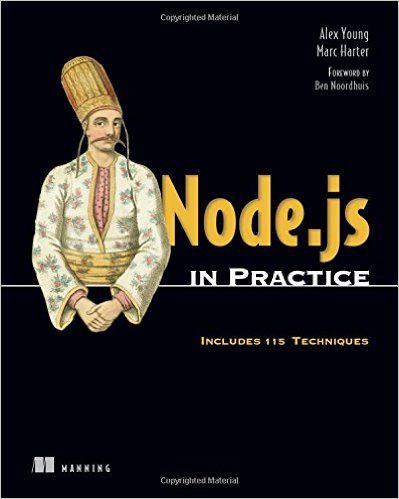 Copyrighted Material
Alex Young
Marc Harter
Foreword by
Ben Noordhuis
Node.js
in Practice
Includes 115 Techniques
MANNING
Copyrighted Material